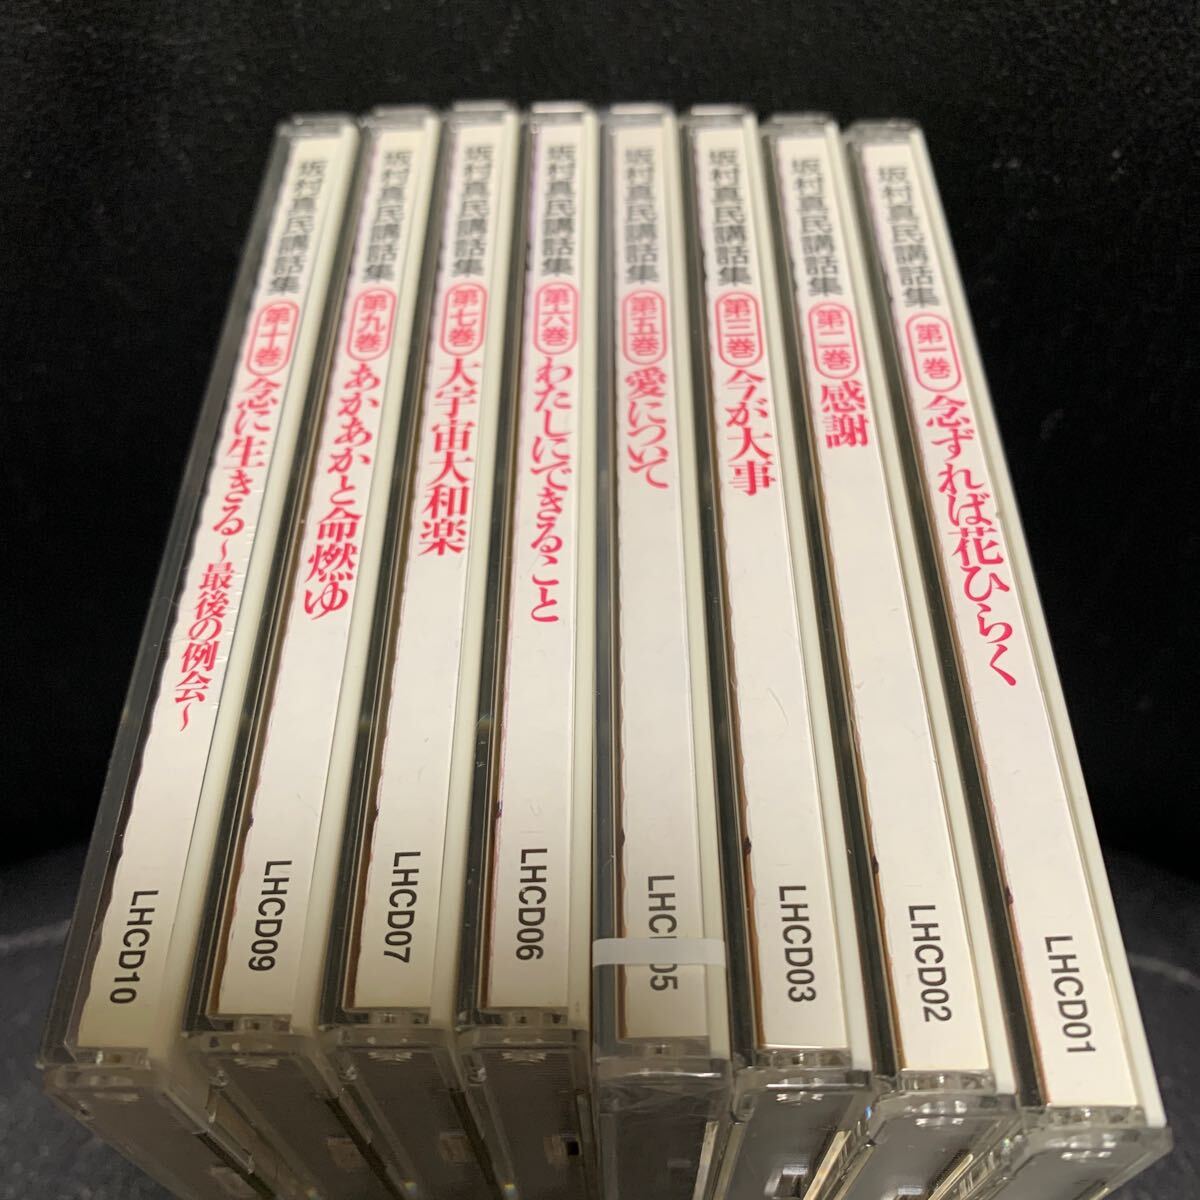 坂村真民講話集 第十巻 念に生きる～最後の例会～ LHCD10
坂村真民講話集 第九巻 あかあかと命燃ゆ LHCD09
坂村真民講話集 第七巻 大宇宙大和楽 LHCD07
坂村真民講話集 第六巻 わたしにできること LHCD06
坂村真民講話集 第五巻 愛について LHCD05
坂村真民講話集 第三巻 今が大事 LHCD03
坂村真民講話集 第二巻 感謝 LHCD02
坂村真民講話集 第一巻 念ずれば花ひらく LHCD01